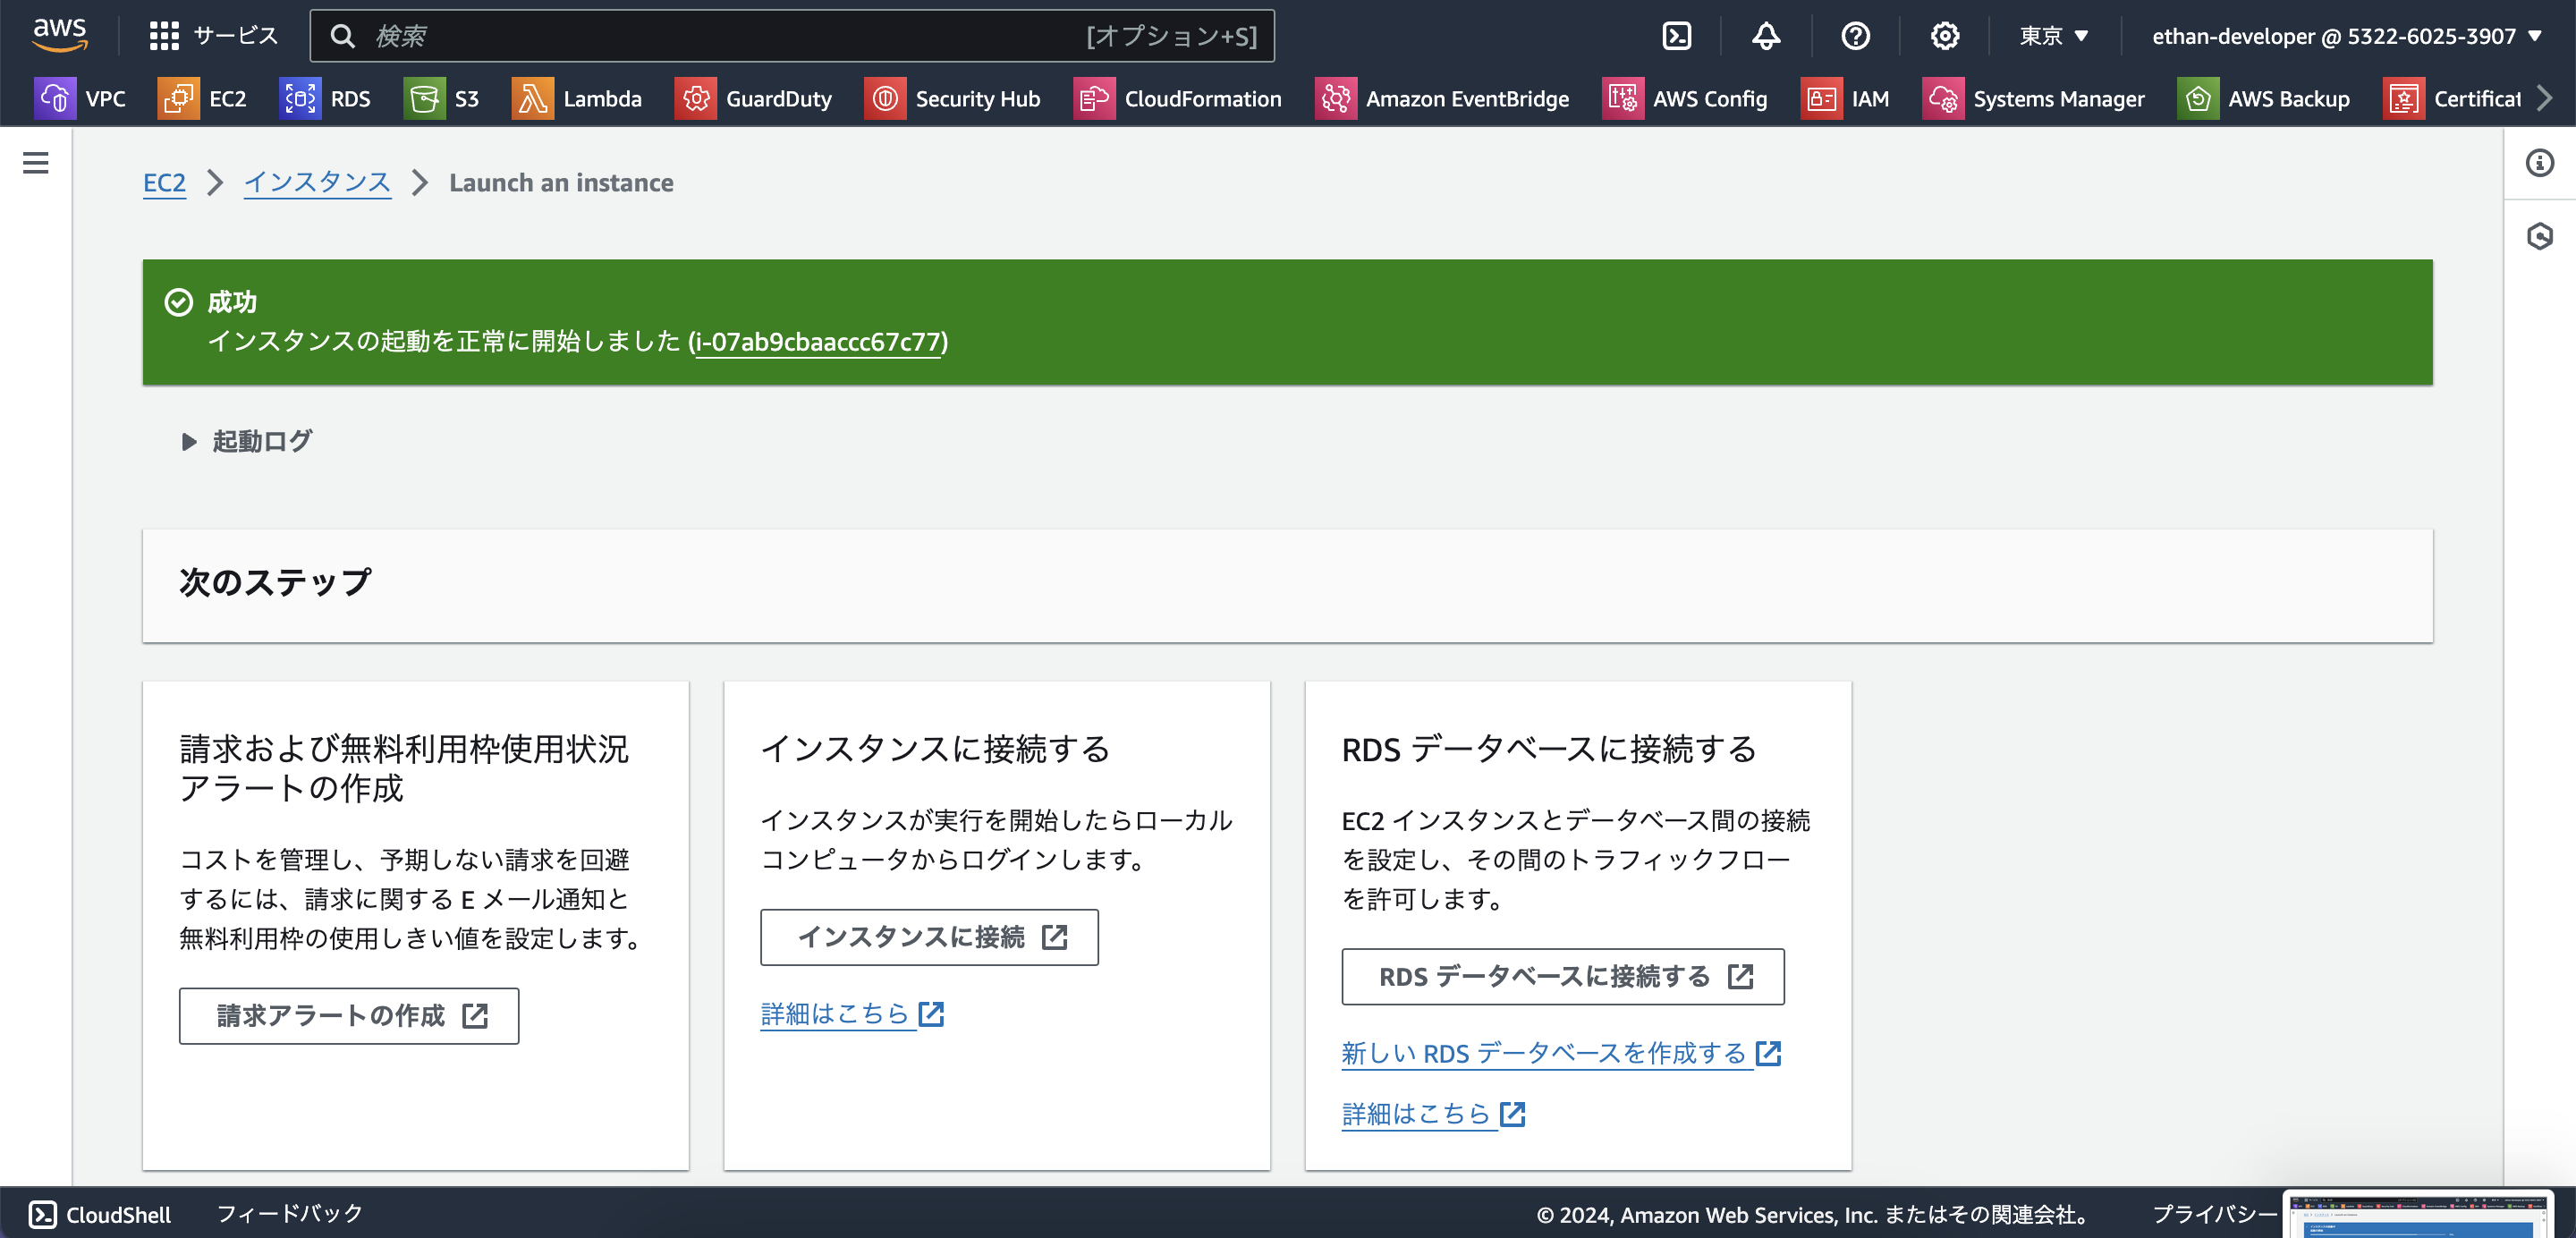 aws サービス 検索 [オプション+S] 東京 ethan-developer @ 5322-6025-3907
VPC EC2 RDS S3 Lambda GuardDuty Security Hub CloudFormation Amazon EventBridge AWS Config IAM Systems Manager AWS Backup Certificat
EC2 インスタンス Launch an instance
成功
インスタンスの起動を正常に開始しました (i-07ab9cbaaccc67c77)
起動ログ
次のステップ
請求および無料利用枠使用状況
アラートの作成
コストを管理し、予期しない請求を回避
するには、請求に関する E メール通知と
無料利用枠の使用しきい値を設定します。
請求アラートの作成
インスタンスに接続する
インスタンスが実行を開始したらローカル
コンピュータからログインします。
インスタンスに接続
詳細はこちら
RDS データベースに接続する
EC2 インスタンスとデータベース間の接続
を設定し、その間のトラフィックフロー
を許可します。
RDS データベースに接続する
新しい RDS データベースを作成する
詳細はこちら
CloudShell フィードバック © 2024, Amazon Web Services, Inc. またはその関連会社。 プライバシー